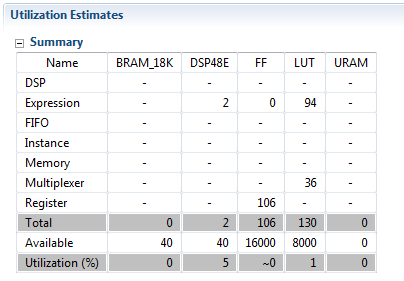 Utilization Estimates
Summary
Name BRAM_18K DSP48E FF LUT URAM
DSP - - - - -
Expression - 2 0 94 -
FIFO - - - - -
Instance - - - - -
Memory - - - - -
Multiplexer - - - 36 -
Register - - 106 - -
Total 0 2 106 130 0
Available 40 40 16000 8000 0
Utilization (%) 0 5 ~0 1 0